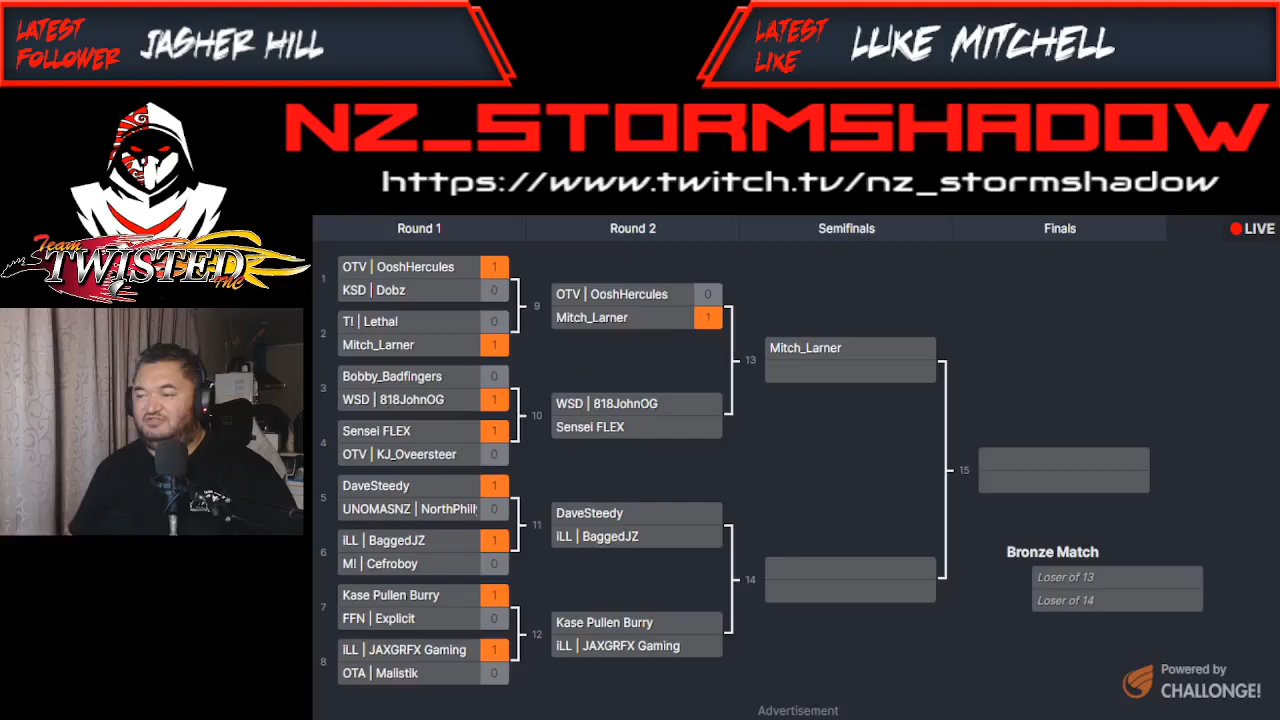 LATEST FOLLOWER JASHER HILL
LATEST LIKE LUKE MITCHELL
NZ_STORMSHADOW
https://www.twitch.tv/nz_stormshadow
Team
TWISTED
INC
Round 1
Round 2
Semifinals
Finals
LIVE
1
OTV | OoshHercules 1
KSD | Dobz 0
2
T! | Lethal 0
Mitch_Larner 1
3
Bobby_Badfingers 0
WSD | 818JohnOG 1
4
Sensei FLEX 1
OTV | KJ_Oveersteer 0
5
DaveSteedy 1
UNOMASNZ | NorthPhill 0
6
iLL | BaggedJZ 1
M! | Cefroboy 0
7
Kase Pullen Burry 1
FFN | Explicit 0
8
iLL | JAXGRFX Gaming 1
OTA | Malistik 0
9
OTV | OoshHercules 0
Mitch_Larner 1
10
WSD | 818JohnOG
Sensei FLEX
11
DaveSteedy
iLL | BaggedJZ
12
Kase Pullen Burry
iLL | JAXGRFX Gaming
13
Mitch_Larner
14
15
Bronze Match
Loser of 13
Loser of 14
Powered by
CHALLONGE!
Advertisement